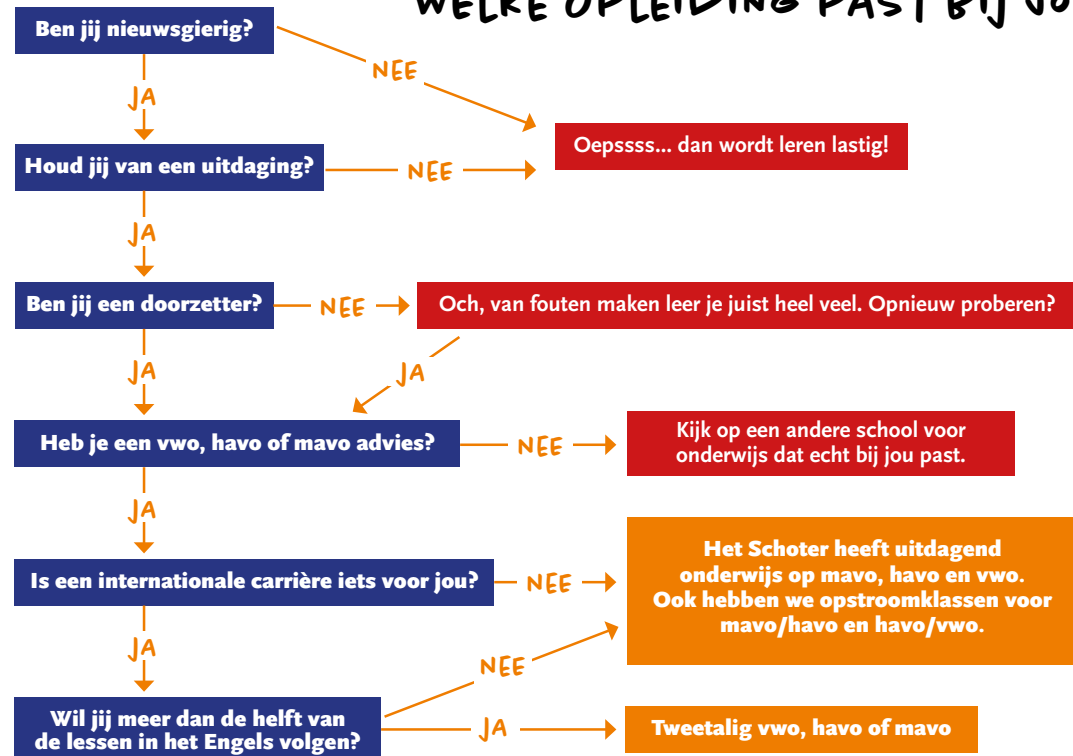 WELKE OPLEIDING PAST BIJ JO
Ben jij nieuwsgierig?
NEE
JA
Oepssss... dan wordt leren lastig!
Houd jij van een uitdaging?
NEE
JA
Ben jij een doorzetter?
NEE
Och, van fouten maken leer je juist heel veel. Opnieuw proberen?
JA
JA
Heb je een vwo, havo of mavo advies?
NEE
Kijk op een andere school voor
onderwijs dat echt bij jou past.
JA
Is een internationale carrière iets voor jou?
NEE
Het Schoter heeft uitdagend
onderwijs op mavo, havo en vwo.
Ook hebben we opstroomklassen voor
mavo/havo en havo/vwo.
JA
NEE
Wil jij meer dan de helft van
de lessen in het Engels volgen?
JA
Tweetalig vwo, havo of mavo